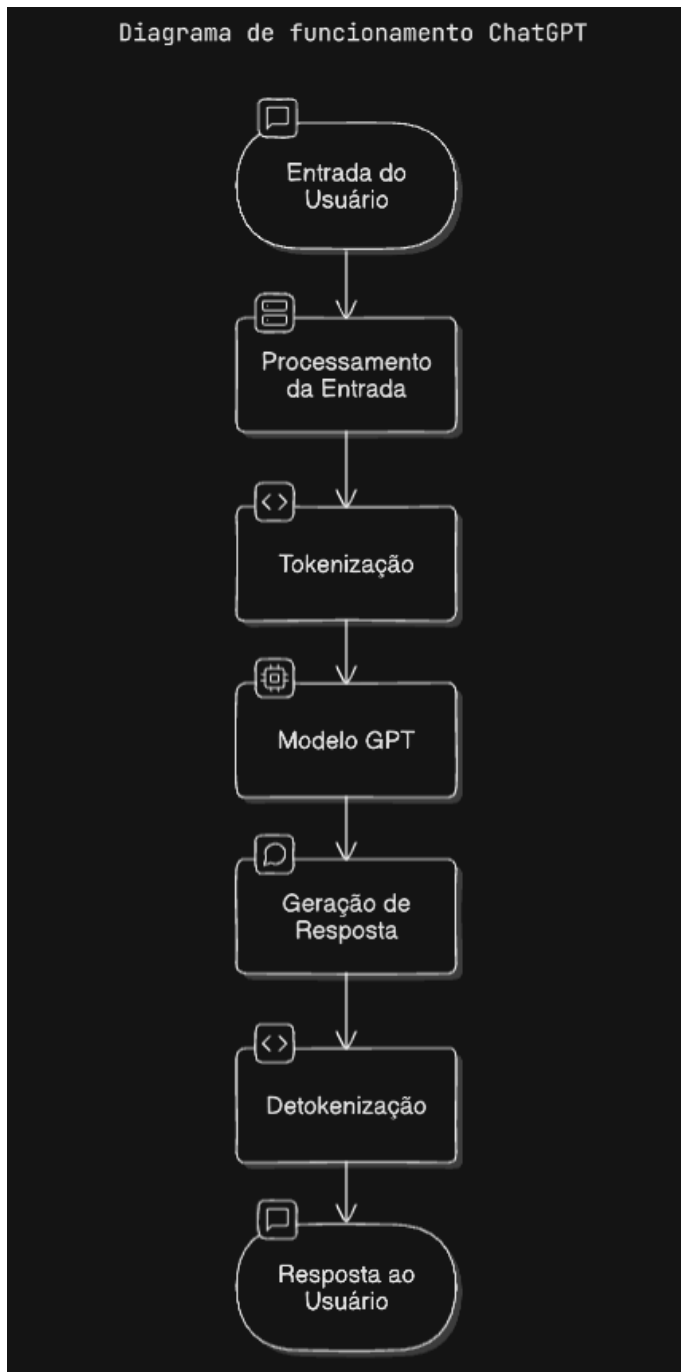 Diagrama de funcionamento ChatGPT
Entrada do
Usuário
Processamento
da Entrada
Tokenização
Modelo GPT
Geração de
Resposta
Detokenização
Resposta ao
Usuário